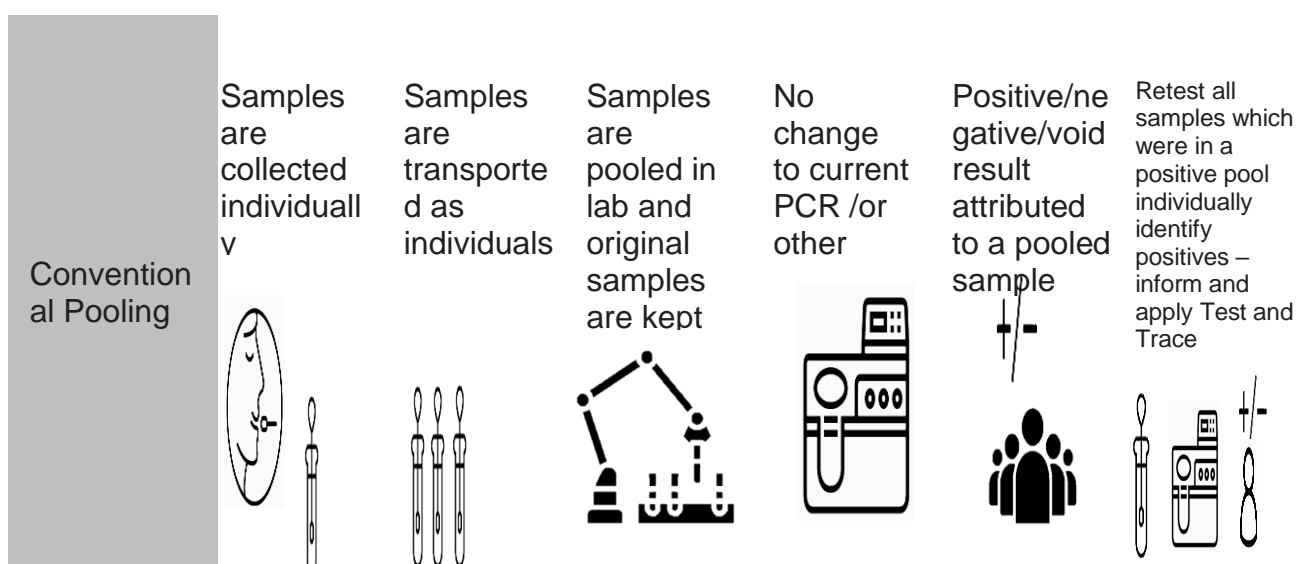 Convention
al Pooling
Samples
are
collected
individuall
y
Samples
are
transporte
d as
individuals
Samples
are
pooled in
lab and
original
samples
are kept
No
change
to current
PCR /or
other
Positive/ne
gative/void
result
attributed
to a pooled
sample
Retest all
samples which
were in a
positive pool
individually
identify
positives –
inform and
apply Test and
Trace
+/-
+/-